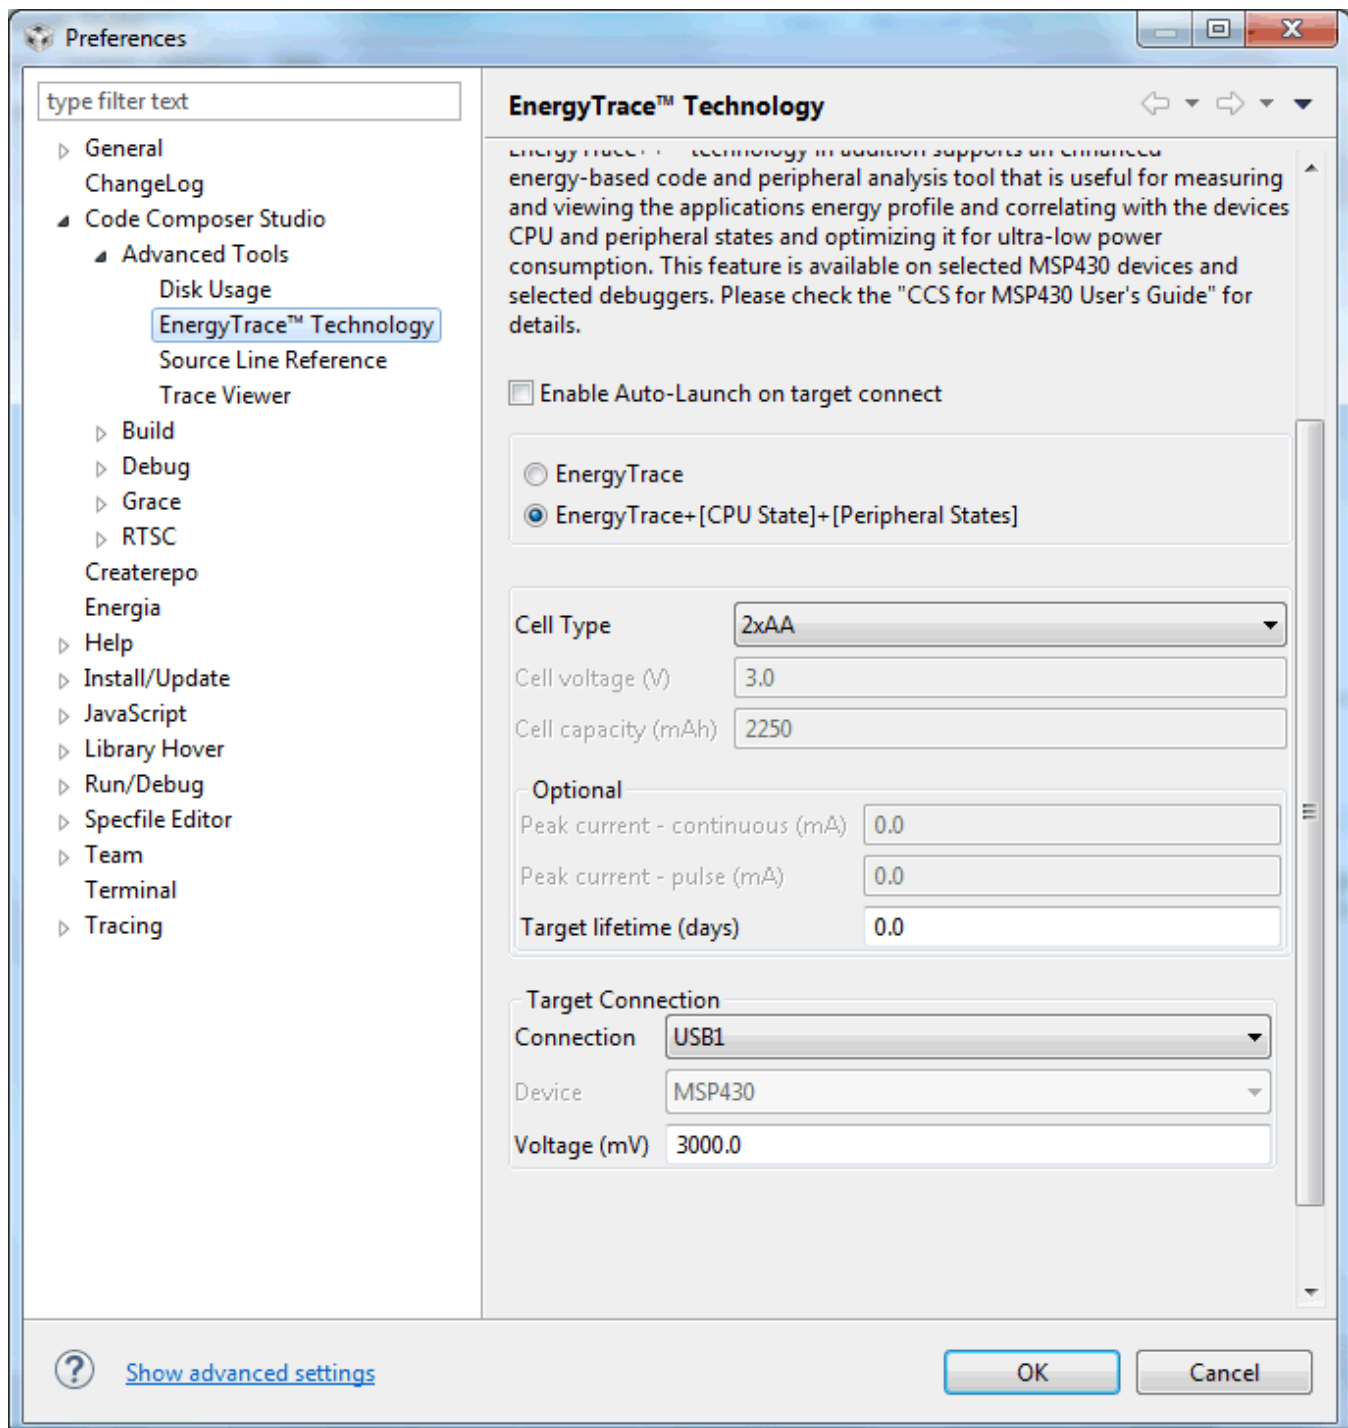 Preferences
type filter text
General
ChangeLog
Code Composer Studio
Advanced Tools
Disk Usage
EnergyTrace™ Technology
Source Line Reference
Trace Viewer
Build
Debug
Grace
RTSC
Createrepo
Energia
Help
Install/Update
JavaScript
Library Hover
Run/Debug
Specfile Editor
Team
Terminal
Tracing
EnergyTrace™ Technology
technology in addition supports an enhanced
energy-based code and peripheral analysis tool that is useful for measuring
and viewing the applications energy profile and correlating with the devices
CPU and peripheral states and optimizing it for ultra-low power
consumption. This feature is available on selected MSP430 devices and
selected debuggers. Please check the "CCS for MSP430 User's Guide" for
details.
Enable Auto-Launch on target connect
EnergyTrace
EnergyTrace+[CPU State]+[Peripheral States]
Cell Type 2xAA
Cell voltage (V) 3.0
Cell capacity (mAh) 2250
Optional
Peak current - continuous (mA) 0.0
Peak current - pulse (mA) 0.0
Target lifetime (days) 0.0
Target Connection
Connection USB1
Device MSP430
Voltage (mV) 3000.0
Show advanced settings
OK
Cancel